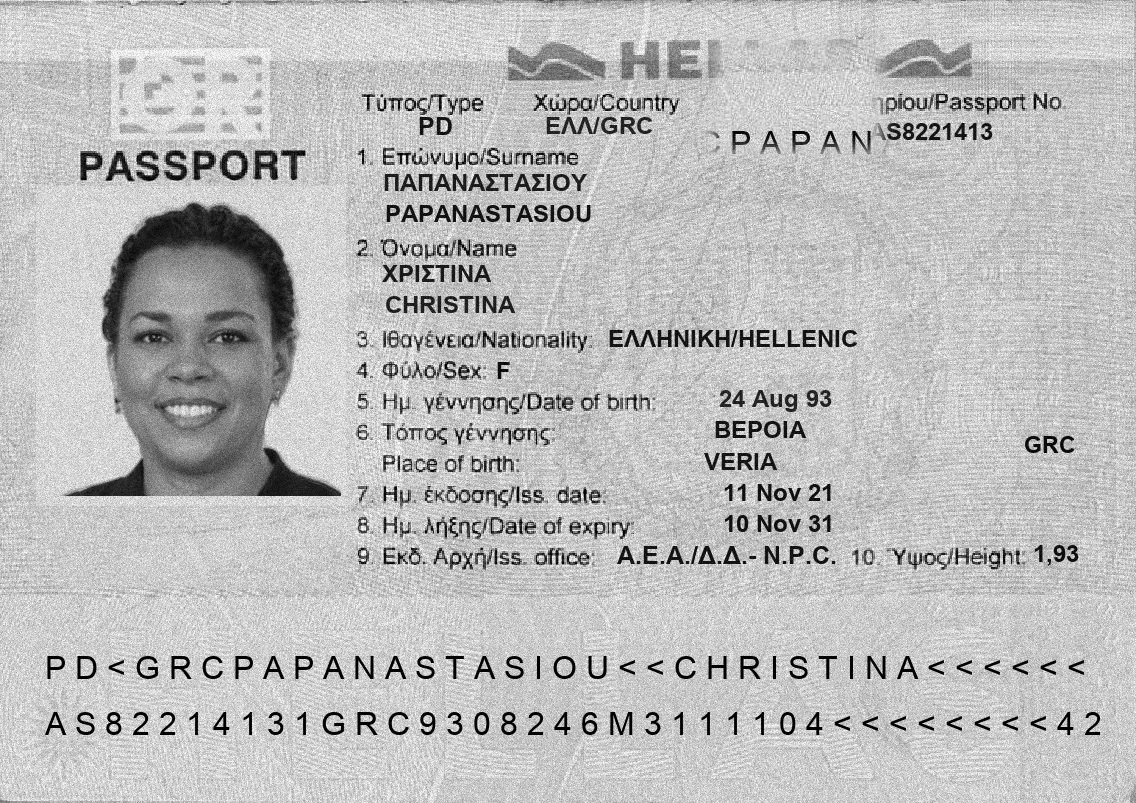 GR
HELLAS
PASSPORT
Τύπος/Type Χώρα/Country ηρίου/Passport No.
PD ΕΛΛ/GRC AS8221413
CPAPAN
1. Επώνυμο/Surname
ΠΑΠΑΝΑΣΤΑΣΙΟΥ
PAPANASTASIOU
2. Όνομα/Name
ΧΡΙΣΤΙΝΑ
CHRISTINA
3. Ιθαγένεια/Nationality: ΕΛΛΗΝΙΚΗ/HELLENIC
4. Φύλο/Sex: F
5. Ημ. γέννησης/Date of birth: 24 Aug 93
6. Τόπος γέννησης: ΒΕΡΟΙΑ
GRC
Place of birth: VERIA
7. Ημ. έκδοσης/Iss. date: 11 Nov 21
8. Ημ. λήξης/Date of expiry: 10 Nov 31
9 Εκδ. Αρχή/Iss. office: Α.Ε.Α./Δ.Δ.- N.P.C. 10. Ύψος/Height: 1,93
PD<GRCPAPANASTASIOU<<CHRISTINA<<<<<<
AS82214131GRC9308246M3111104<<<<<<<<42